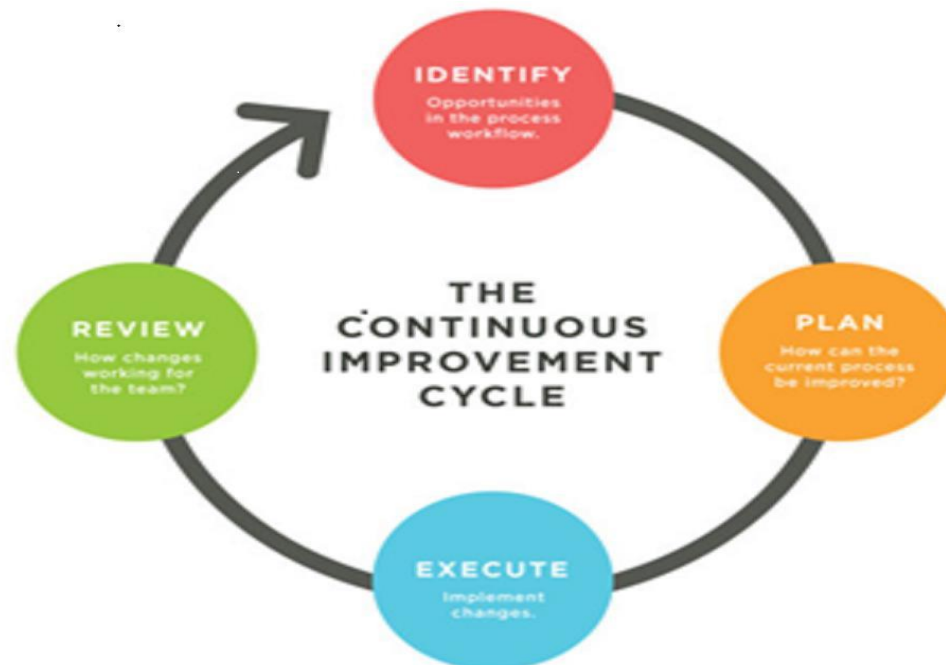 IDENTIFY
Opportunities
in the process
workflow.
THE
CONTINUOUS
IMPROVEMENT
CYCLE
PLAN
How can the
current process
be improved?
REVIEW
How changes
working for
the team?
EXECUTE
Implement
changes.